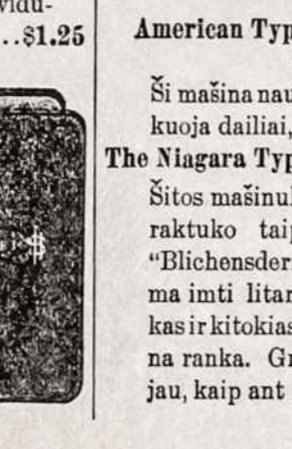 vidu-
...$1.25
American Typ
Ši mašina nau
kuoja dailiai,
The Niagara Typ
Šitos mašinul
raktuko taip
"Blichensder
ma imti litar
kas ir kitokias
na ranka. Gr
jau, kaip ant